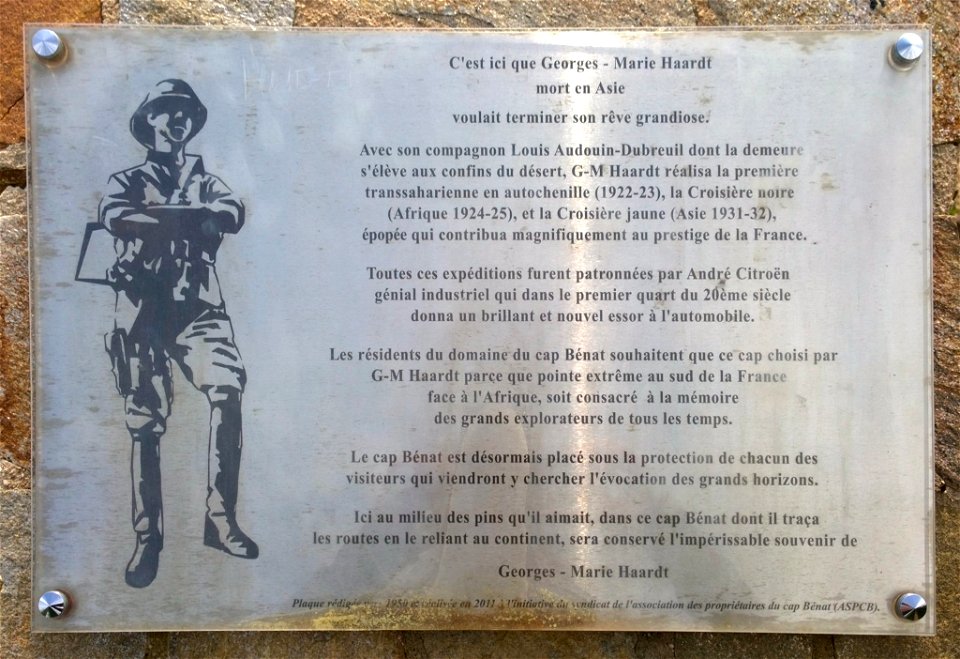 C'est ici que Georges - Marie Haardt
mort en Asie
voulait terminer son rêve grandiose.
Avec son compagnon Louis Audouin-Dubreuil dont la demeure
s'élève aux confins du désert, G-M Haardt réalisa la première
transsaharienne en autochenille (1922-23), la Croisière noire
(Afrique 1924-25), et la Croisière jaune (Asie 1931-32),
épopée qui contribua magnifiquement au prestige de la France.
Toutes ces expéditions furent patronnées par André Citroën
génial industriel qui dans le premier quart du 20ème siècle
donna un brillant et nouvel essor à l'automobile.
Les résidents du domaine du cap Bénat souhaitent que ce cap choisi par
G-M Haardt parce que pointe extrême au sud de la France
face à l'Afrique, soit consacré à la mémoire
des grands explorateurs de tous les temps.
Le cap Bénat est désormais placé sous la protection de chacun des
visiteurs qui viendront y chercher l'évocation des grands horizons.
Ici au milieu des pins qu'il aimait, dans ce cap Bénat dont il traça
les routes en le reliant au continent, sera conservé l'impérissable souvenir de
Georges - Marie Haardt
Plaque rédigée 1950 en 2011 à l'initiative du syndicat de l'association des propriétaires du cap Bénat (ASPCB).